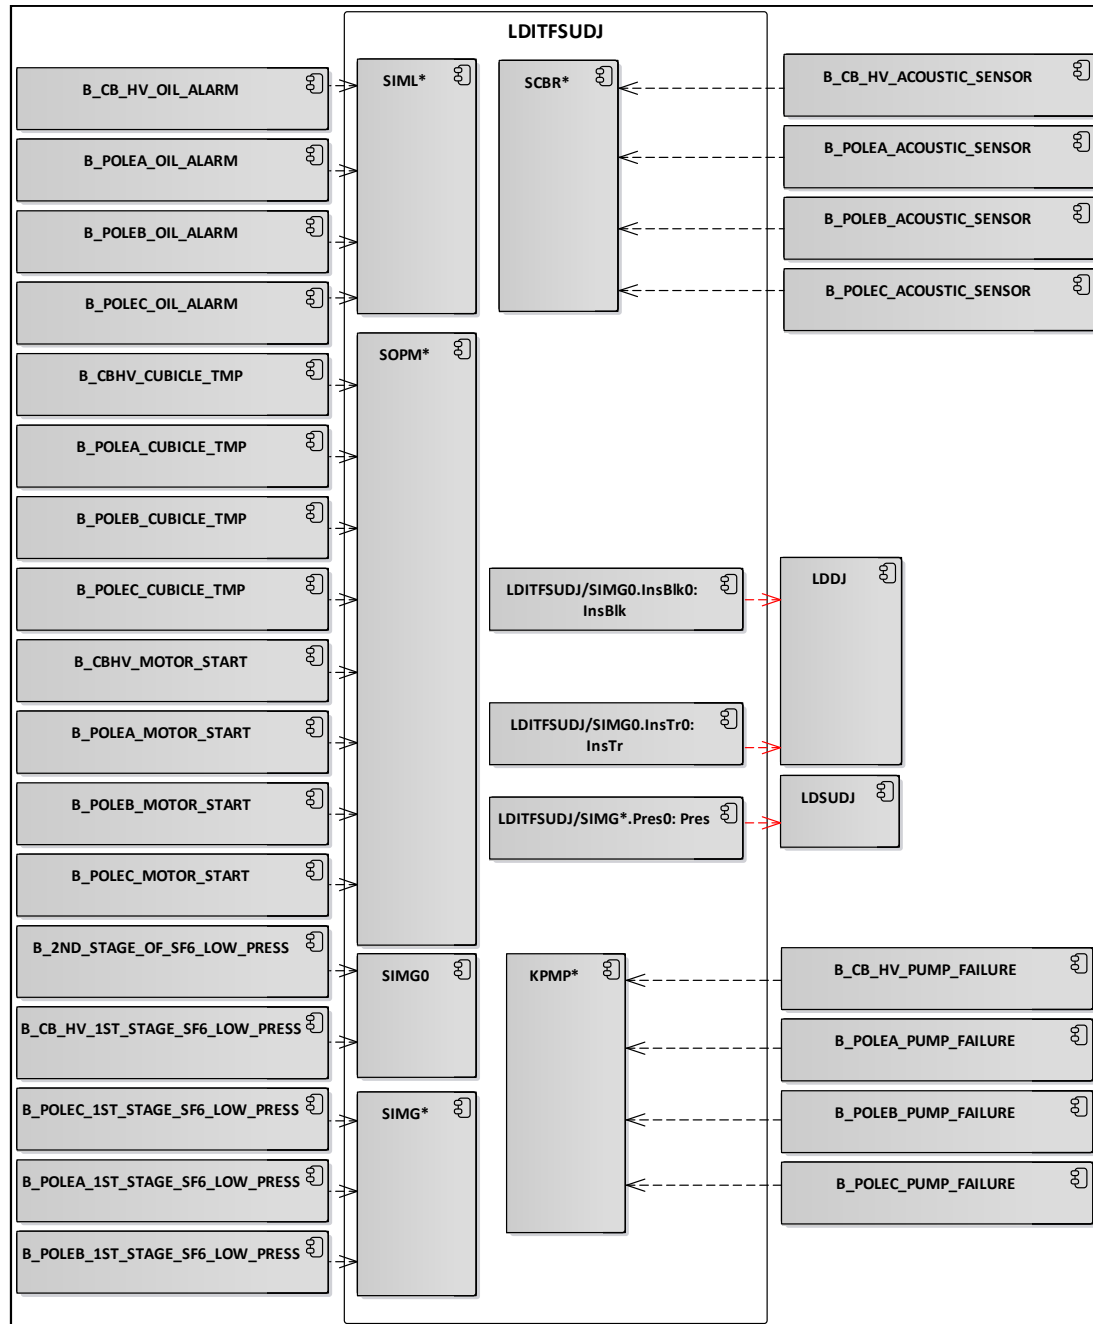 LDITFSUDJ
B_CB_HV_OIL_ALARM
B_POLEA_OIL_ALARM
B_POLEB_OIL_ALARM
B_POLEC_OIL_ALARM
B_CBHV_CUBICLE_TMP
B_POLEA_CUBICLE_TMP
B_POLEB_CUBICLE_TMP
B_POLEC_CUBICLE_TMP
B_CBHV_MOTOR_START
B_POLEA_MOTOR_START
B_POLEB_MOTOR_START
B_POLEC_MOTOR_START
B_2ND_STAGE_OF_SF6_LOW_PRESS
B_CB_HV_1ST_STAGE_SF6_LOW_PRESS
B_POLEC_1ST_STAGE_SF6_LOW_PRESS
B_POLEA_1ST_STAGE_SF6_LOW_PRESS
B_POLEB_1ST_STAGE_SF6_LOW_PRESS
SIML*
SOPM*
SIMG0
SIMG*
SCBR*
LDITFSUDJ/SIMG0.InsBlk0:
InsBlk
LDITFSUDJ/SIMG0.InsTr0:
InsTr
LDITFSUDJ/SIMG*.Pres0: Pres
KPMP*
B_CB_HV_ACOUSTIC_SENSOR
B_POLEA_ACOUSTIC_SENSOR
B_POLEB_ACOUSTIC_SENSOR
B_POLEC_ACOUSTIC_SENSOR
LDDJ
LDSUDJ
B_CB_HV_PUMP_FAILURE
B_POLEA_PUMP_FAILURE
B_POLEB_PUMP_FAILURE
B_POLEC_PUMP_FAILURE